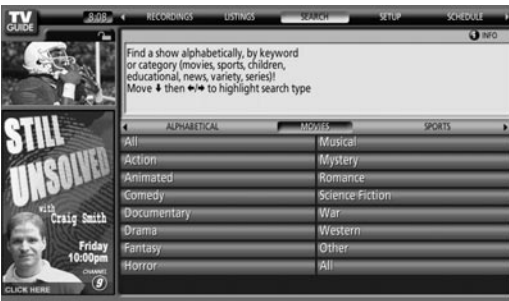 TV
GUIDE
8:08
RECORDINGS LISTINGS SEARCH SETUP SCHEDULE
INFO
Find a show alphabetically, by keyword
or category (movies, sports, children,
educational, news, variety, series)!
Move ⬇ then ⬅/➡ to highlight search type
ALPHABETICAL MOVIES SPORTS
All Musical
Action Mystery
Animated Romance
Comedy Science Fiction
Documentary War
Drama Western
Fantasy Other
Horror All
STILL
UNSOLVED
with
Craig Smith
Friday
10:00pm
CHANNEL
9
CLICK HERE